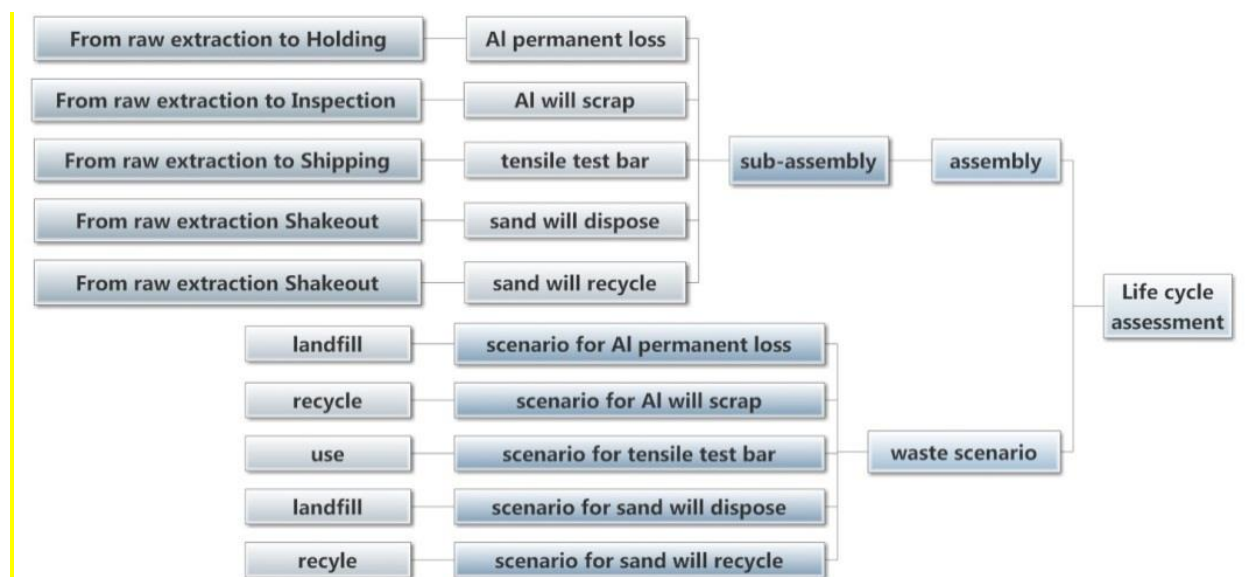 From raw extraction to Holding
Al permanent loss
From raw extraction to Inspection
Al will scrap
From raw extraction to Shipping
tensile test bar
sub-assembly
assembly
From raw extraction Shakeout
sand will dispose
From raw extraction Shakeout
sand will recycle
Life cycle
assessment
landfill
scenario for Al permanent loss
recycle
scenario for Al will scrap
use
scenario for tensile test bar
waste scenario
landfill
scenario for sand will dispose
recyle
scenario for sand will recycle